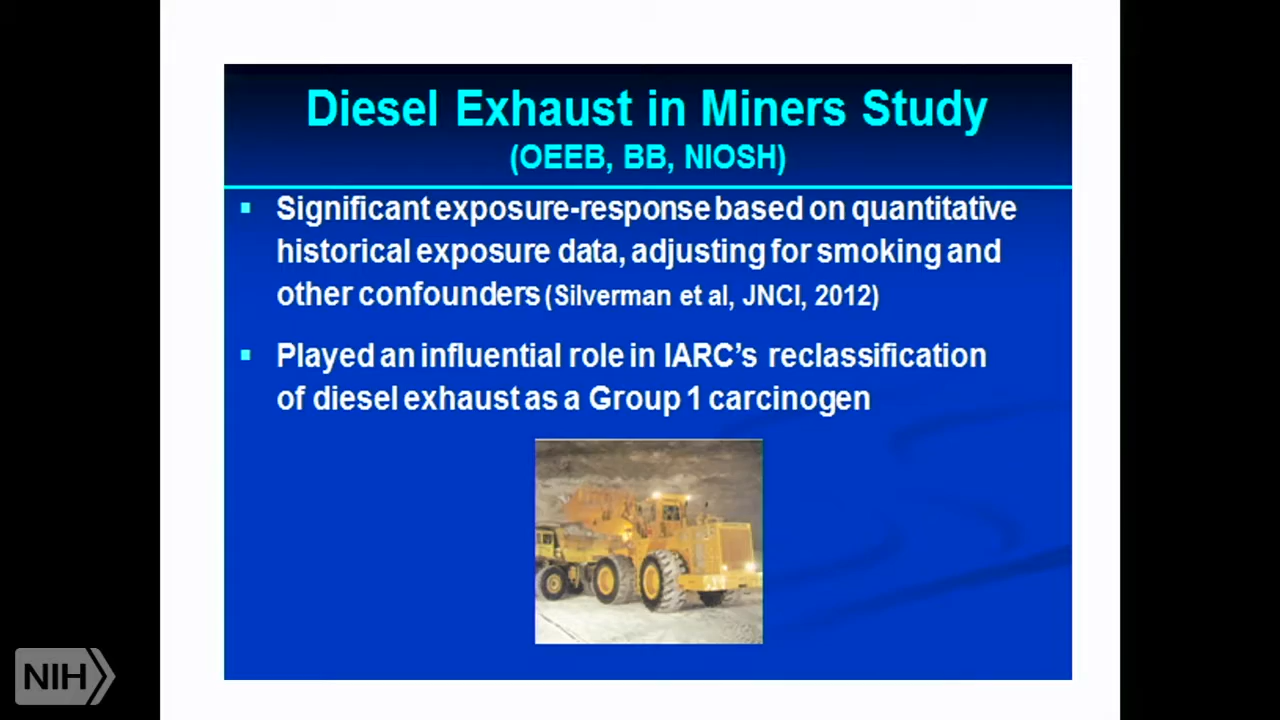 Diesel Exhaust in Miners Study
(OEEB, BB, NIOSH)
▪ Significant exposure-response based on quantitative
historical exposure data, adjusting for smoking and
other confounders (Silverman et al, JNCI, 2012)
▪ Played an influential role in IARC’s reclassification
of diesel exhaust as a Group 1 carcinogen
NIH